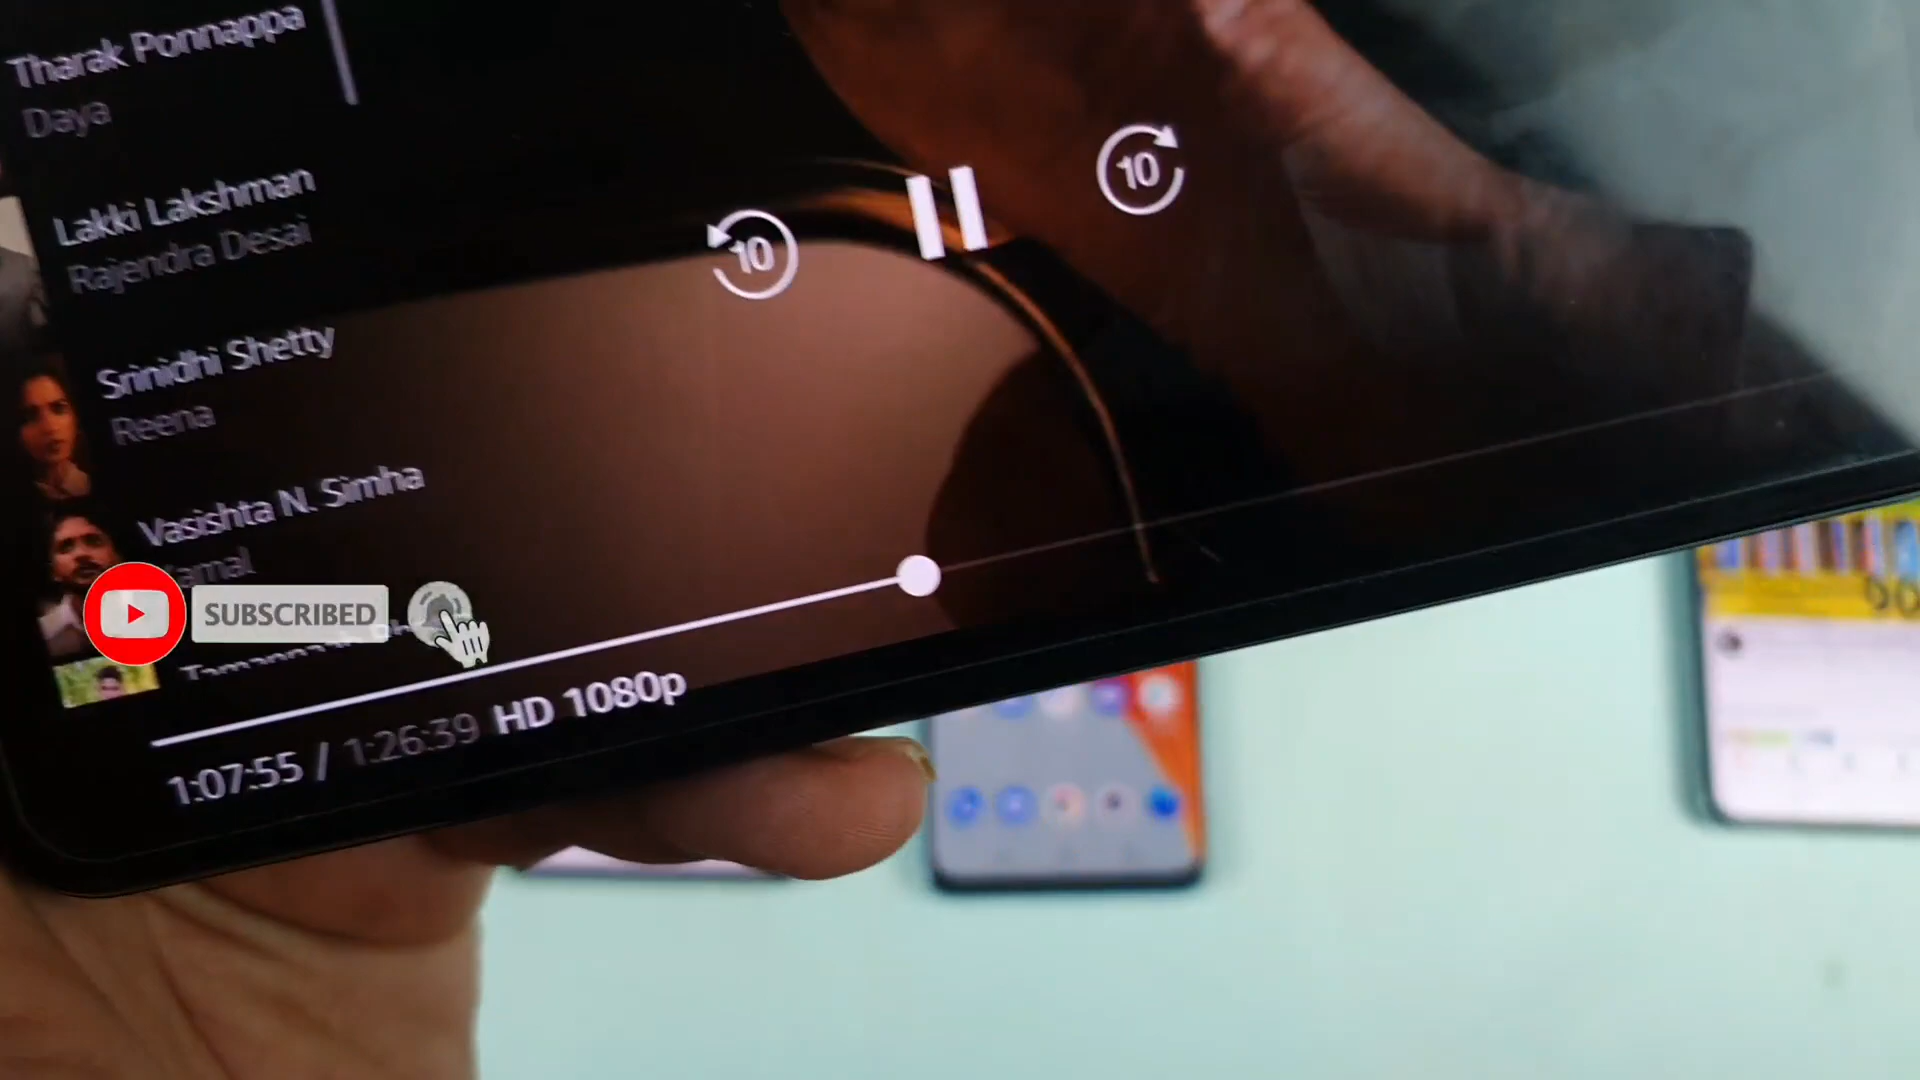 Tharak Ponnappa
Daya
Lakki Lakshman
Rajendra Desai
Srinidhi Shetty
Reena
Vasishta N. Simha
SUBSCRIBED
10
10
1:07:55 / 1:26:39 HD 1080p